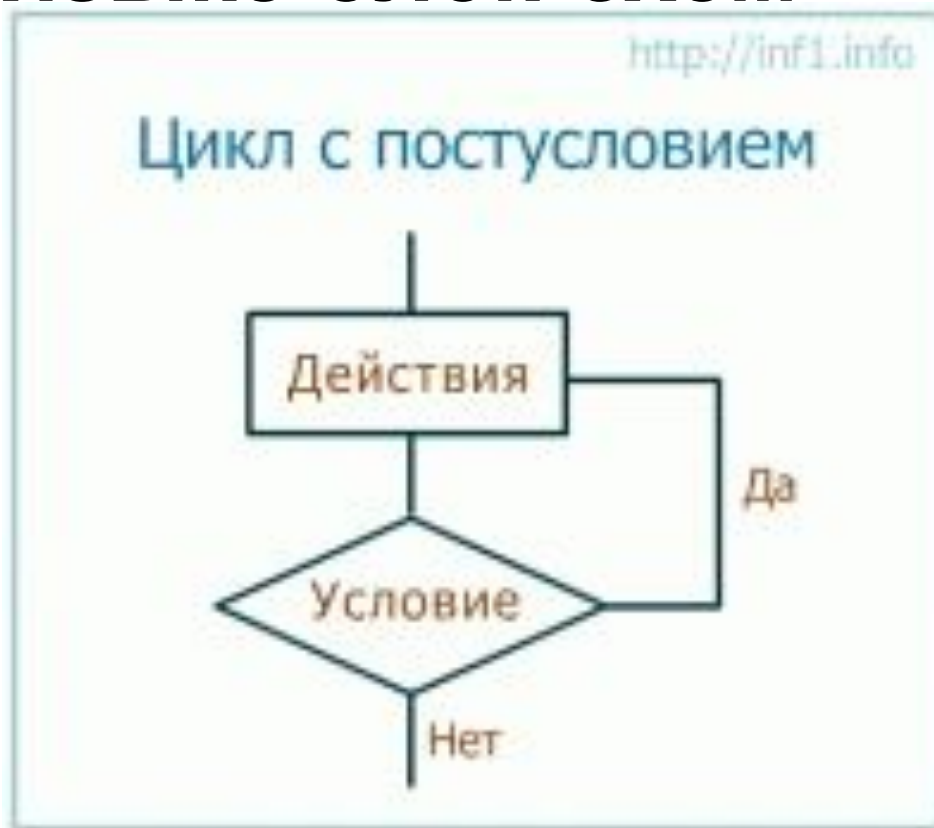 http://inf1.info
Цикл с постусловием
Действия
Да
Условие
Нет